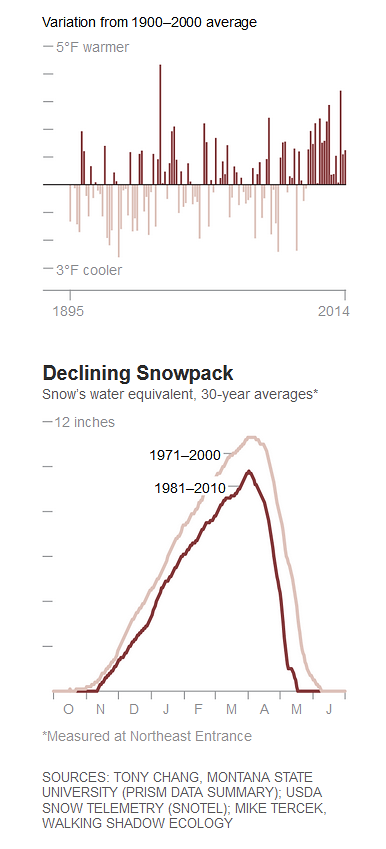 Variation from 1900–2000 average
5°F warmer
3°F cooler
1895 2014
Declining Snowpack
Snow's water equivalent, 30-year averages*
12 inches
1971–2000
1981–2010
O N D J F M A M J
*Measured at Northeast Entrance
SOURCES: TONY CHANG, MONTANA STATE
UNIVERSITY (PRISM DATA SUMMARY); USDA
SNOW TELEMETRY (SNOTEL); MIKE TERCEK,
WALKING SHADOW ECOLOGY